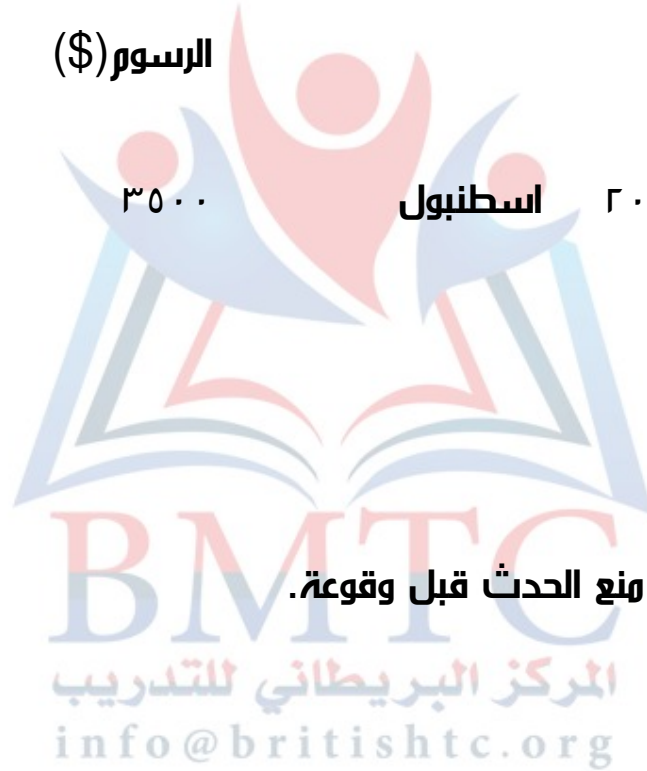 الرسوم($)
٢٠ اسطنبول ٣٥٠٠
منع الحدث قبل وقوعة.
BMTC
المركز البريطاني للتدريب
info@britishtc.org